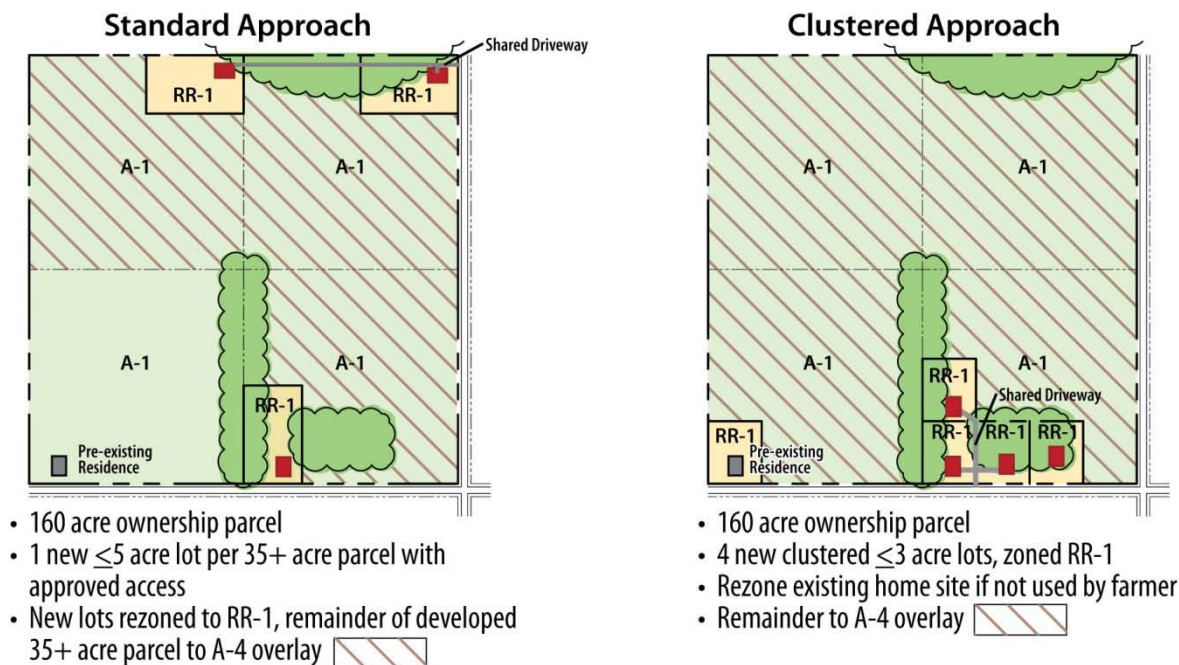 Standard Approach
Shared Driveway
RR-1
RR-1
A-1
A-1
A-1
A-1
RR-1
Pre-existing
Residence
• 160 acre ownership parcel
• 1 new ≤5 acre lot per 35+ acre parcel with
approved access
• New lots rezoned to RR-1, remainder of developed
35+ acre parcel to A-4 overlay
Clustered Approach
A-1
A-1
A-1
A-1
RR-1
Shared Driveway
RR-1
RR-1
RR-1
RR-1
Pre-existing
Residence
• 160 acre ownership parcel
• 4 new clustered ≤3 acre lots, zoned RR-1
• Rezone existing home site if not used by farmer
• Remainder to A-4 overlay